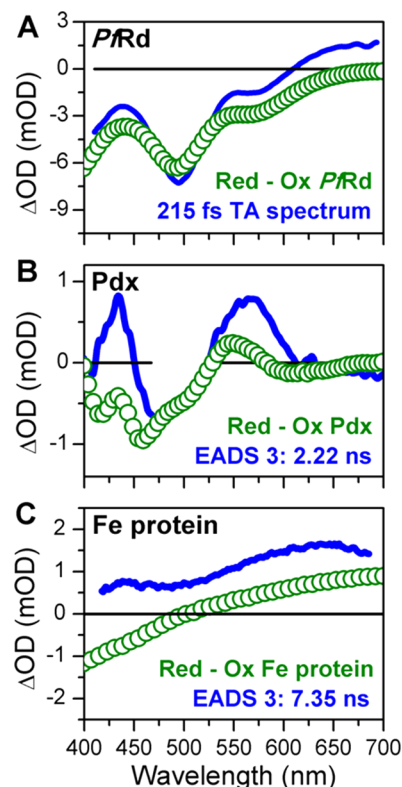 A
PfRd
3
0
-3
-6
-9
ΔOD (mOD)
Red - Ox PfRd
215 fs TA spectrum
B
Pdx
1
0
-1
ΔOD (mOD)
Red - Ox Pdx
EADS 3: 2.22 ns
C
Fe protein
2
1
0
-1
-2
ΔOD (mOD)
Red - Ox Fe protein
EADS 3: 7.35 ns
400 450 500 550 600 650 700
Wavelength (nm)